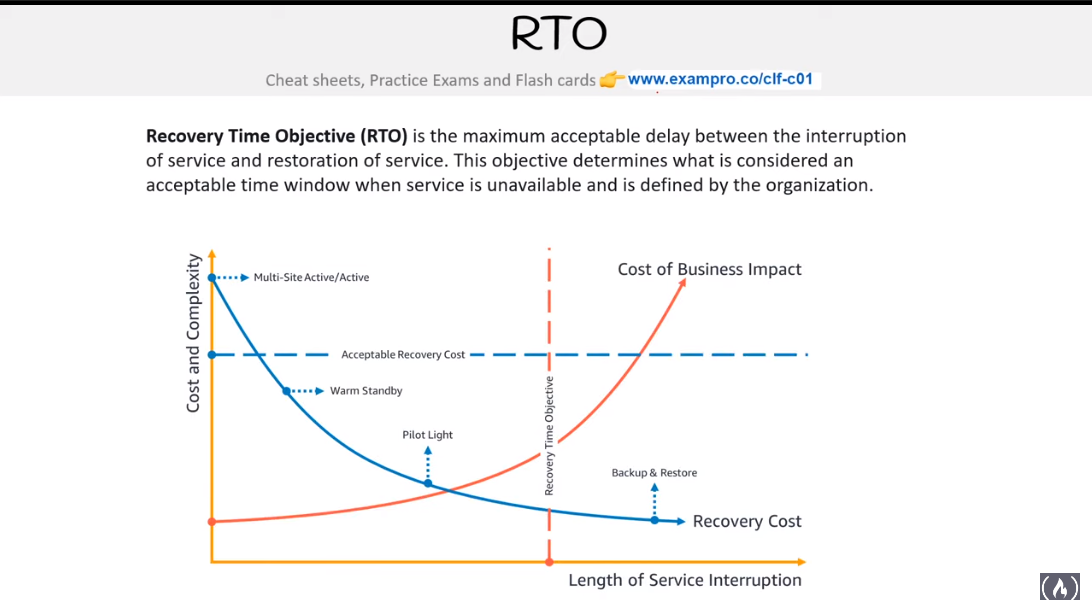 RTO
Cheat sheets, Practice Exams and Flash cards 👉 www.exampro.co/clf-c01
Recovery Time Objective (RTO) is the maximum acceptable delay between the interruption
of service and restoration of service. This objective determines what is considered an
acceptable time window when service is unavailable and is defined by the organization.
Cost and Complexity
Multi-Site Active/Active
Cost of Business Impact
Acceptable Recovery Cost
Warm Standby
Pilot Light
Recovery Time Objective
Backup & Restore
Recovery Cost
Length of Service Interruption